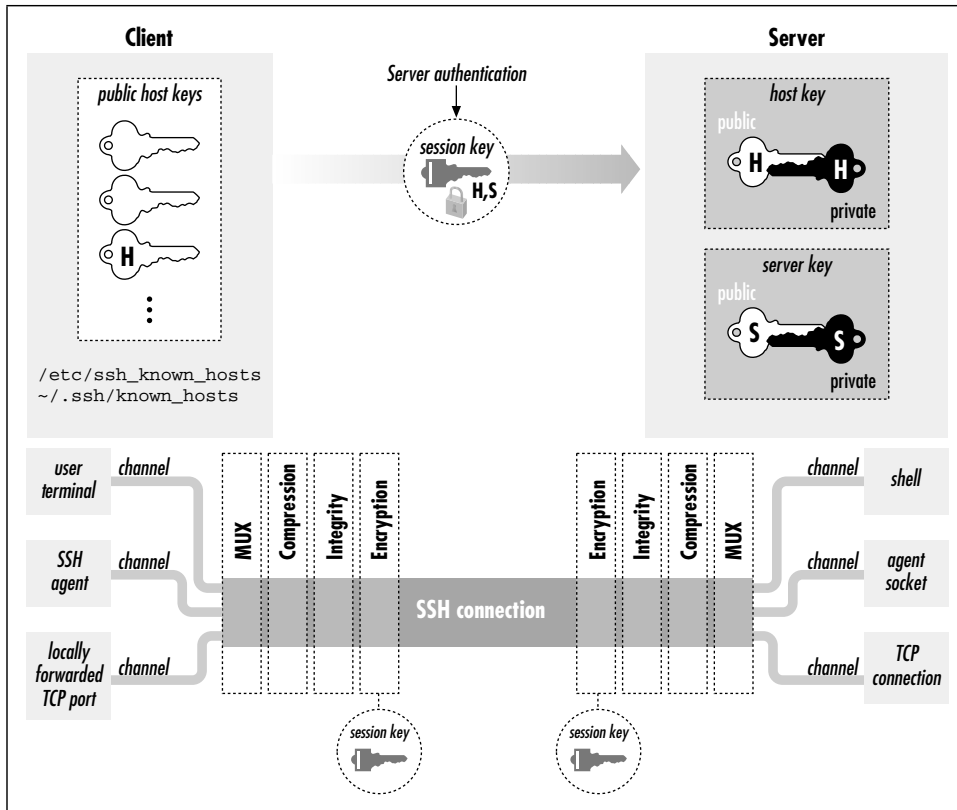 Client
Server
public host keys
H
/etc/ssh_known_hosts
~/.ssh/known_hosts
Server authentication
session key
H,S
host key
public
H
H
private
server key
public
S
S
private
user
terminal
channel
SSH
agent
channel
locally
forwarded
TCP port
channel
MUX
Compression
Integrity
Encryption
SSH connection
Encryption
Integrity
Compression
MUX
channel
shell
channel
agent
socket
channel
TCP
connection
session key
session key